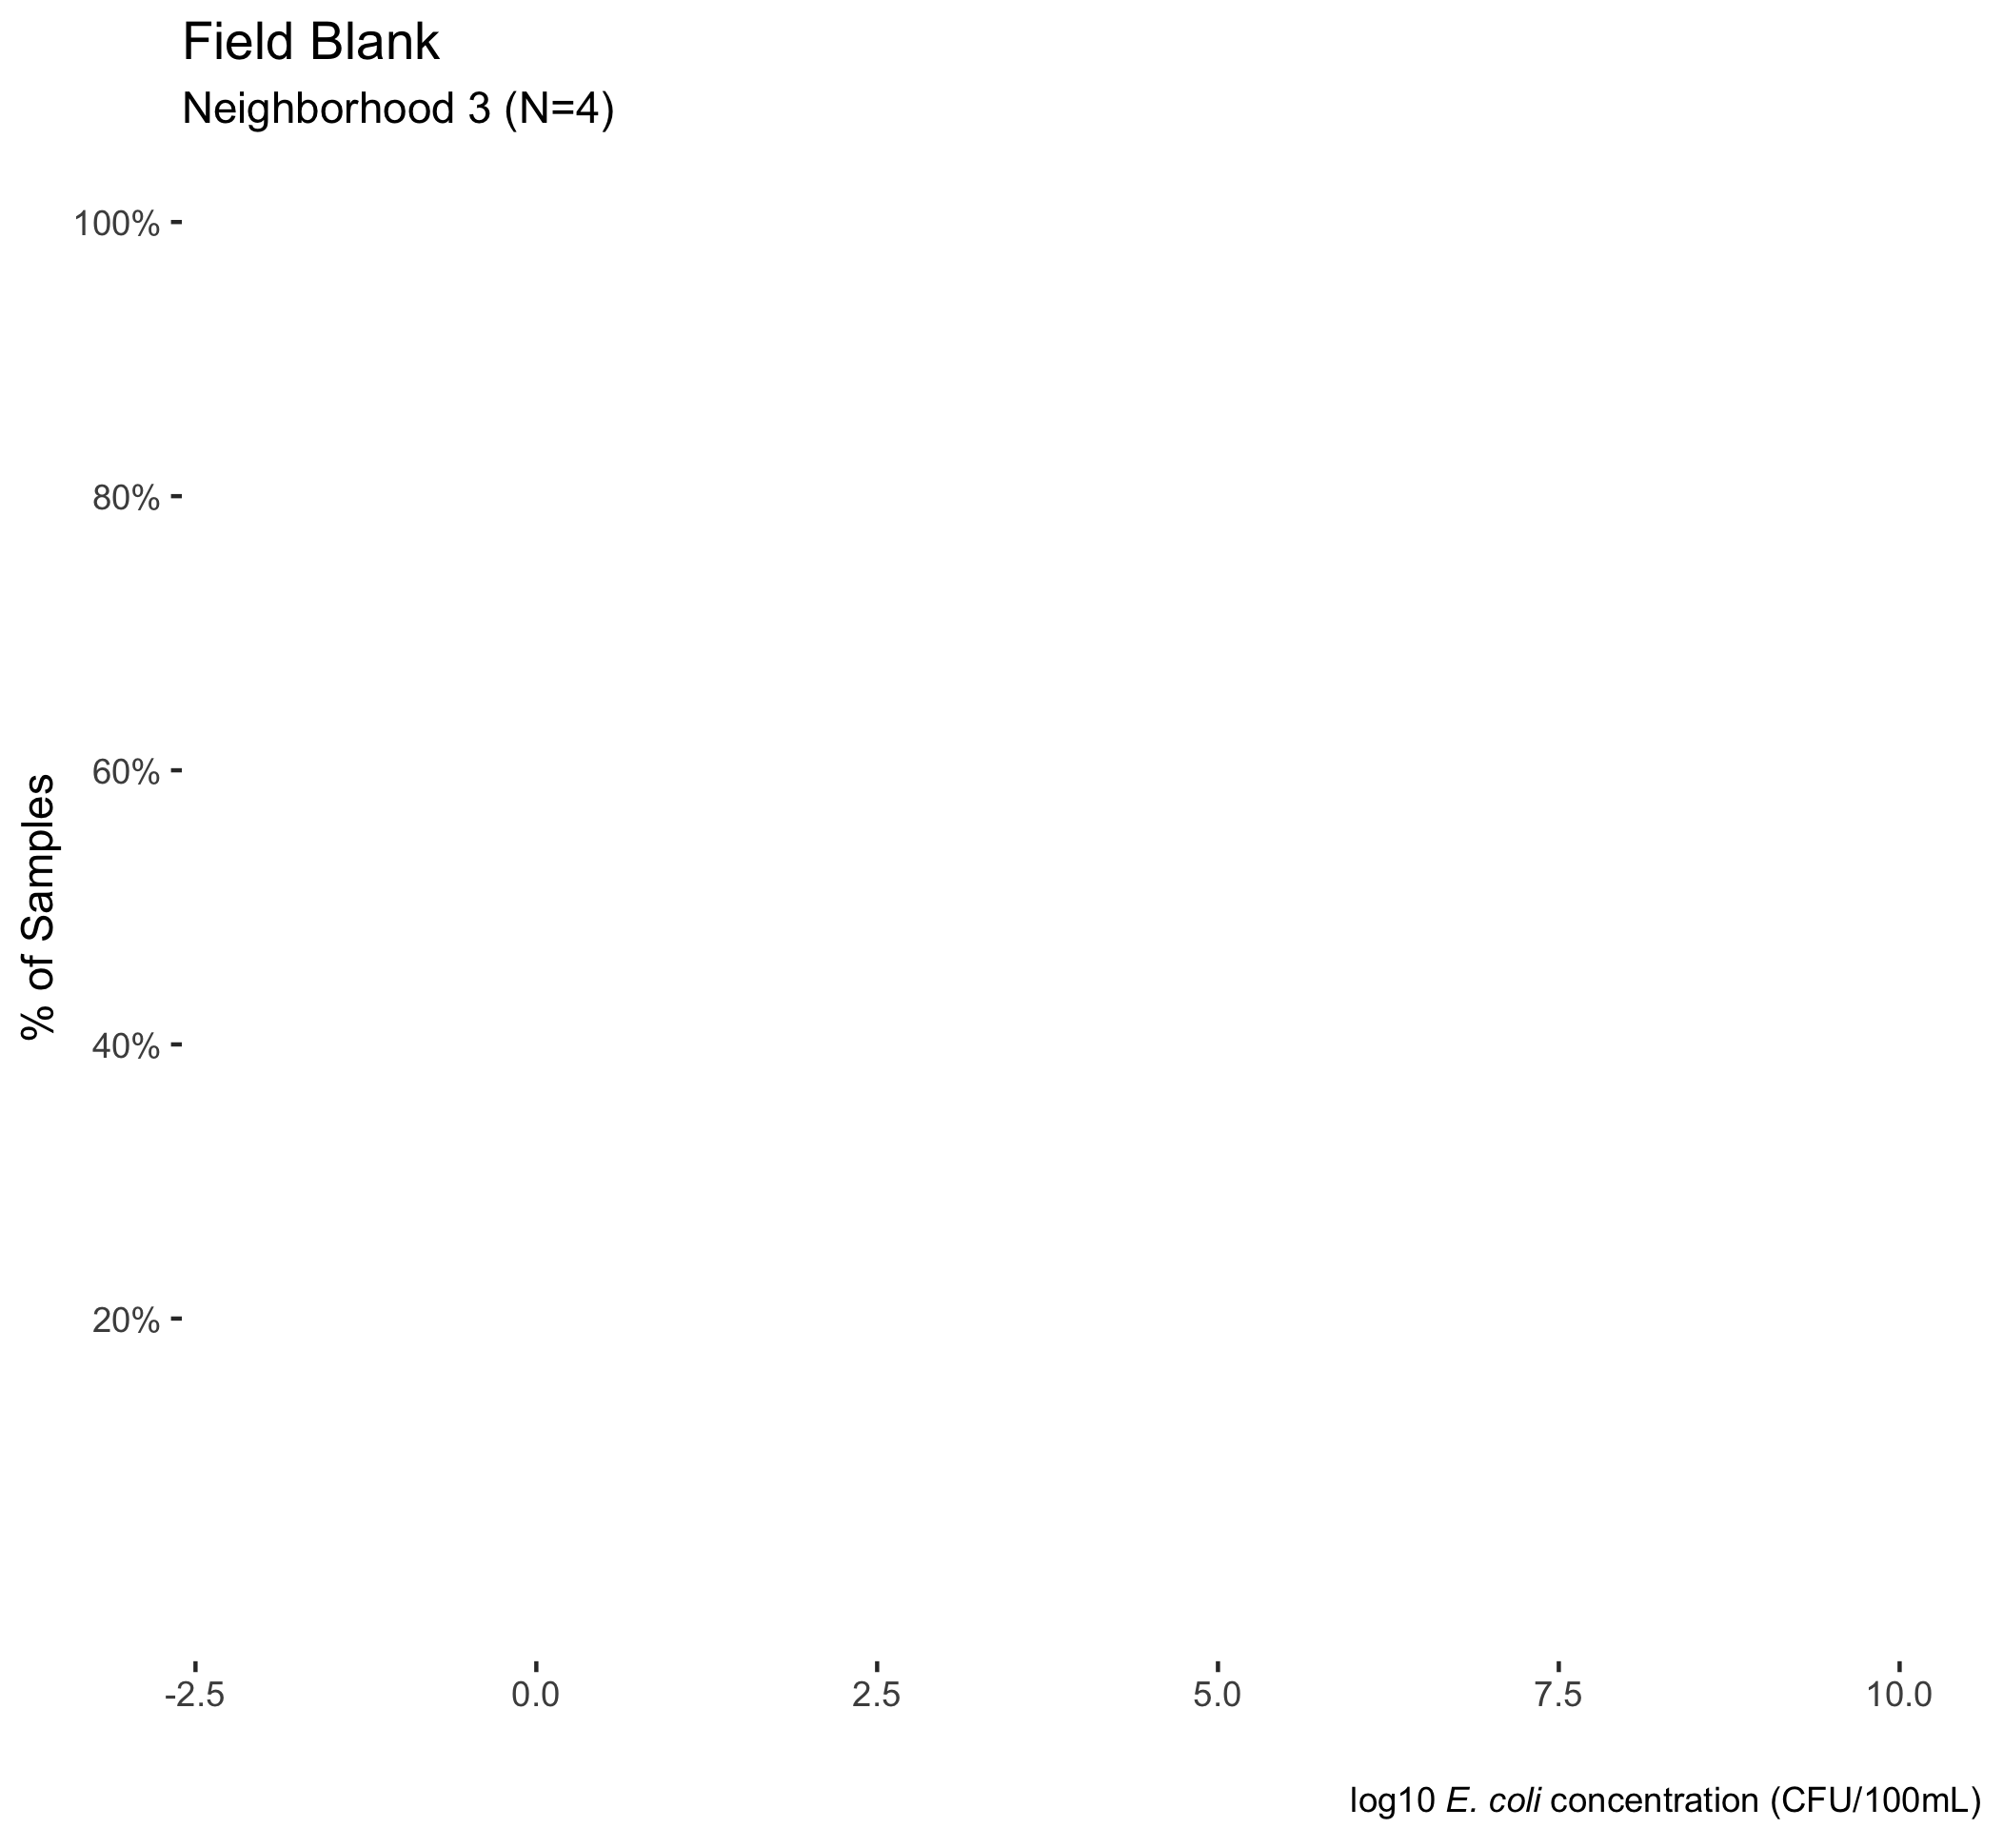 Field Blank
Neighborhood 3 (N=4)
100%
80%
60%
40%
20%
% of Samples
-2.5 0.0 2.5 5.0 7.5 10.0
log10 E. coli concentration (CFU/100mL)